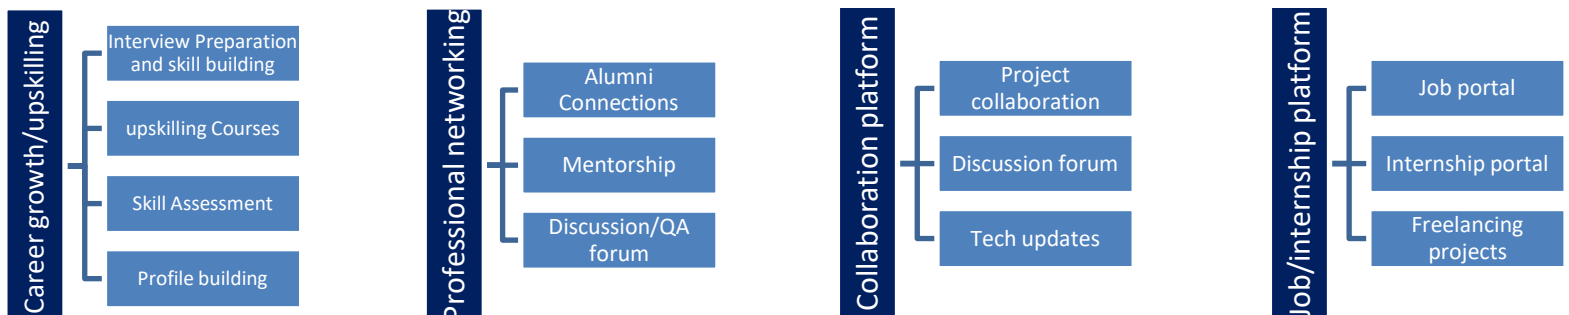 Career growth/upskilling
Interview Preparation
and skill building
upskilling Courses
Skill Assessment
Profile building
Professional networking
Alumni
Connections
Mentorship
Discussion/QA
forum
Collaboration platform
Project
collaboration
Discussion forum
Tech updates
Job/internship platform
Job portal
Internship portal
Freelancing
projects